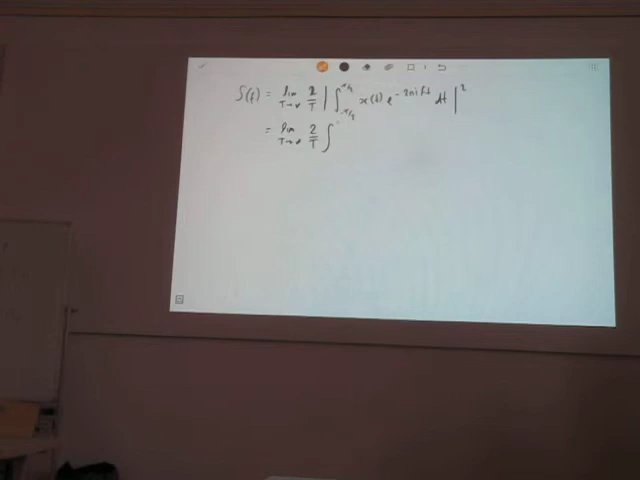 S(f) = lim T→∞ 2/T | ∫_{-T/2}^{T/2} x(t) e^{-2πift} dt |²
= lim T→∞ 2/T ∫